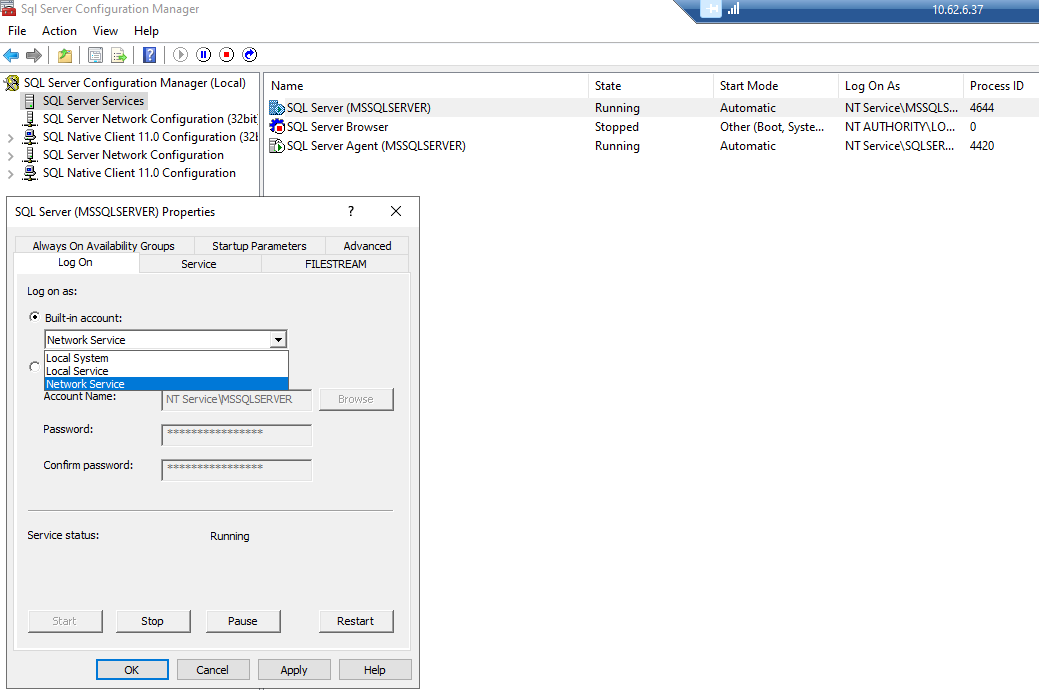 Sql Server Configuration Manager
10.62.6.37
File Action View Help
SQL Server Configuration Manager (Local)
SQL Server Services
SQL Server Network Configuration (32bit
SQL Native Client 11.0 Configuration (32b
SQL Server Network Configuration
SQL Native Client 11.0 Configuration
Name State Start Mode Log On As Process ID
SQL Server (MSSQLSERVER) Running Automatic NT Service\MSSQLS... 4644
SQL Server Browser Stopped Other (Boot, Syste... NT AUTHORITY\LO... 0
SQL Server Agent (MSSQLSERVER) Running Automatic NT Service\SQLSER... 4420
SQL Server (MSSQLSERVER) Properties ?
Always On Availability Groups Startup Parameters Advanced
Log On Service FILESTREAM
Log on as:
Built-in account:
Network Service
Local System
Local Service
Network Service
Account Name: NT Service\MSSQLSERVER Browse
Password: ****************
Confirm password: ****************
Service status: Running
Start Stop Pause Restart
OK Cancel Apply Help